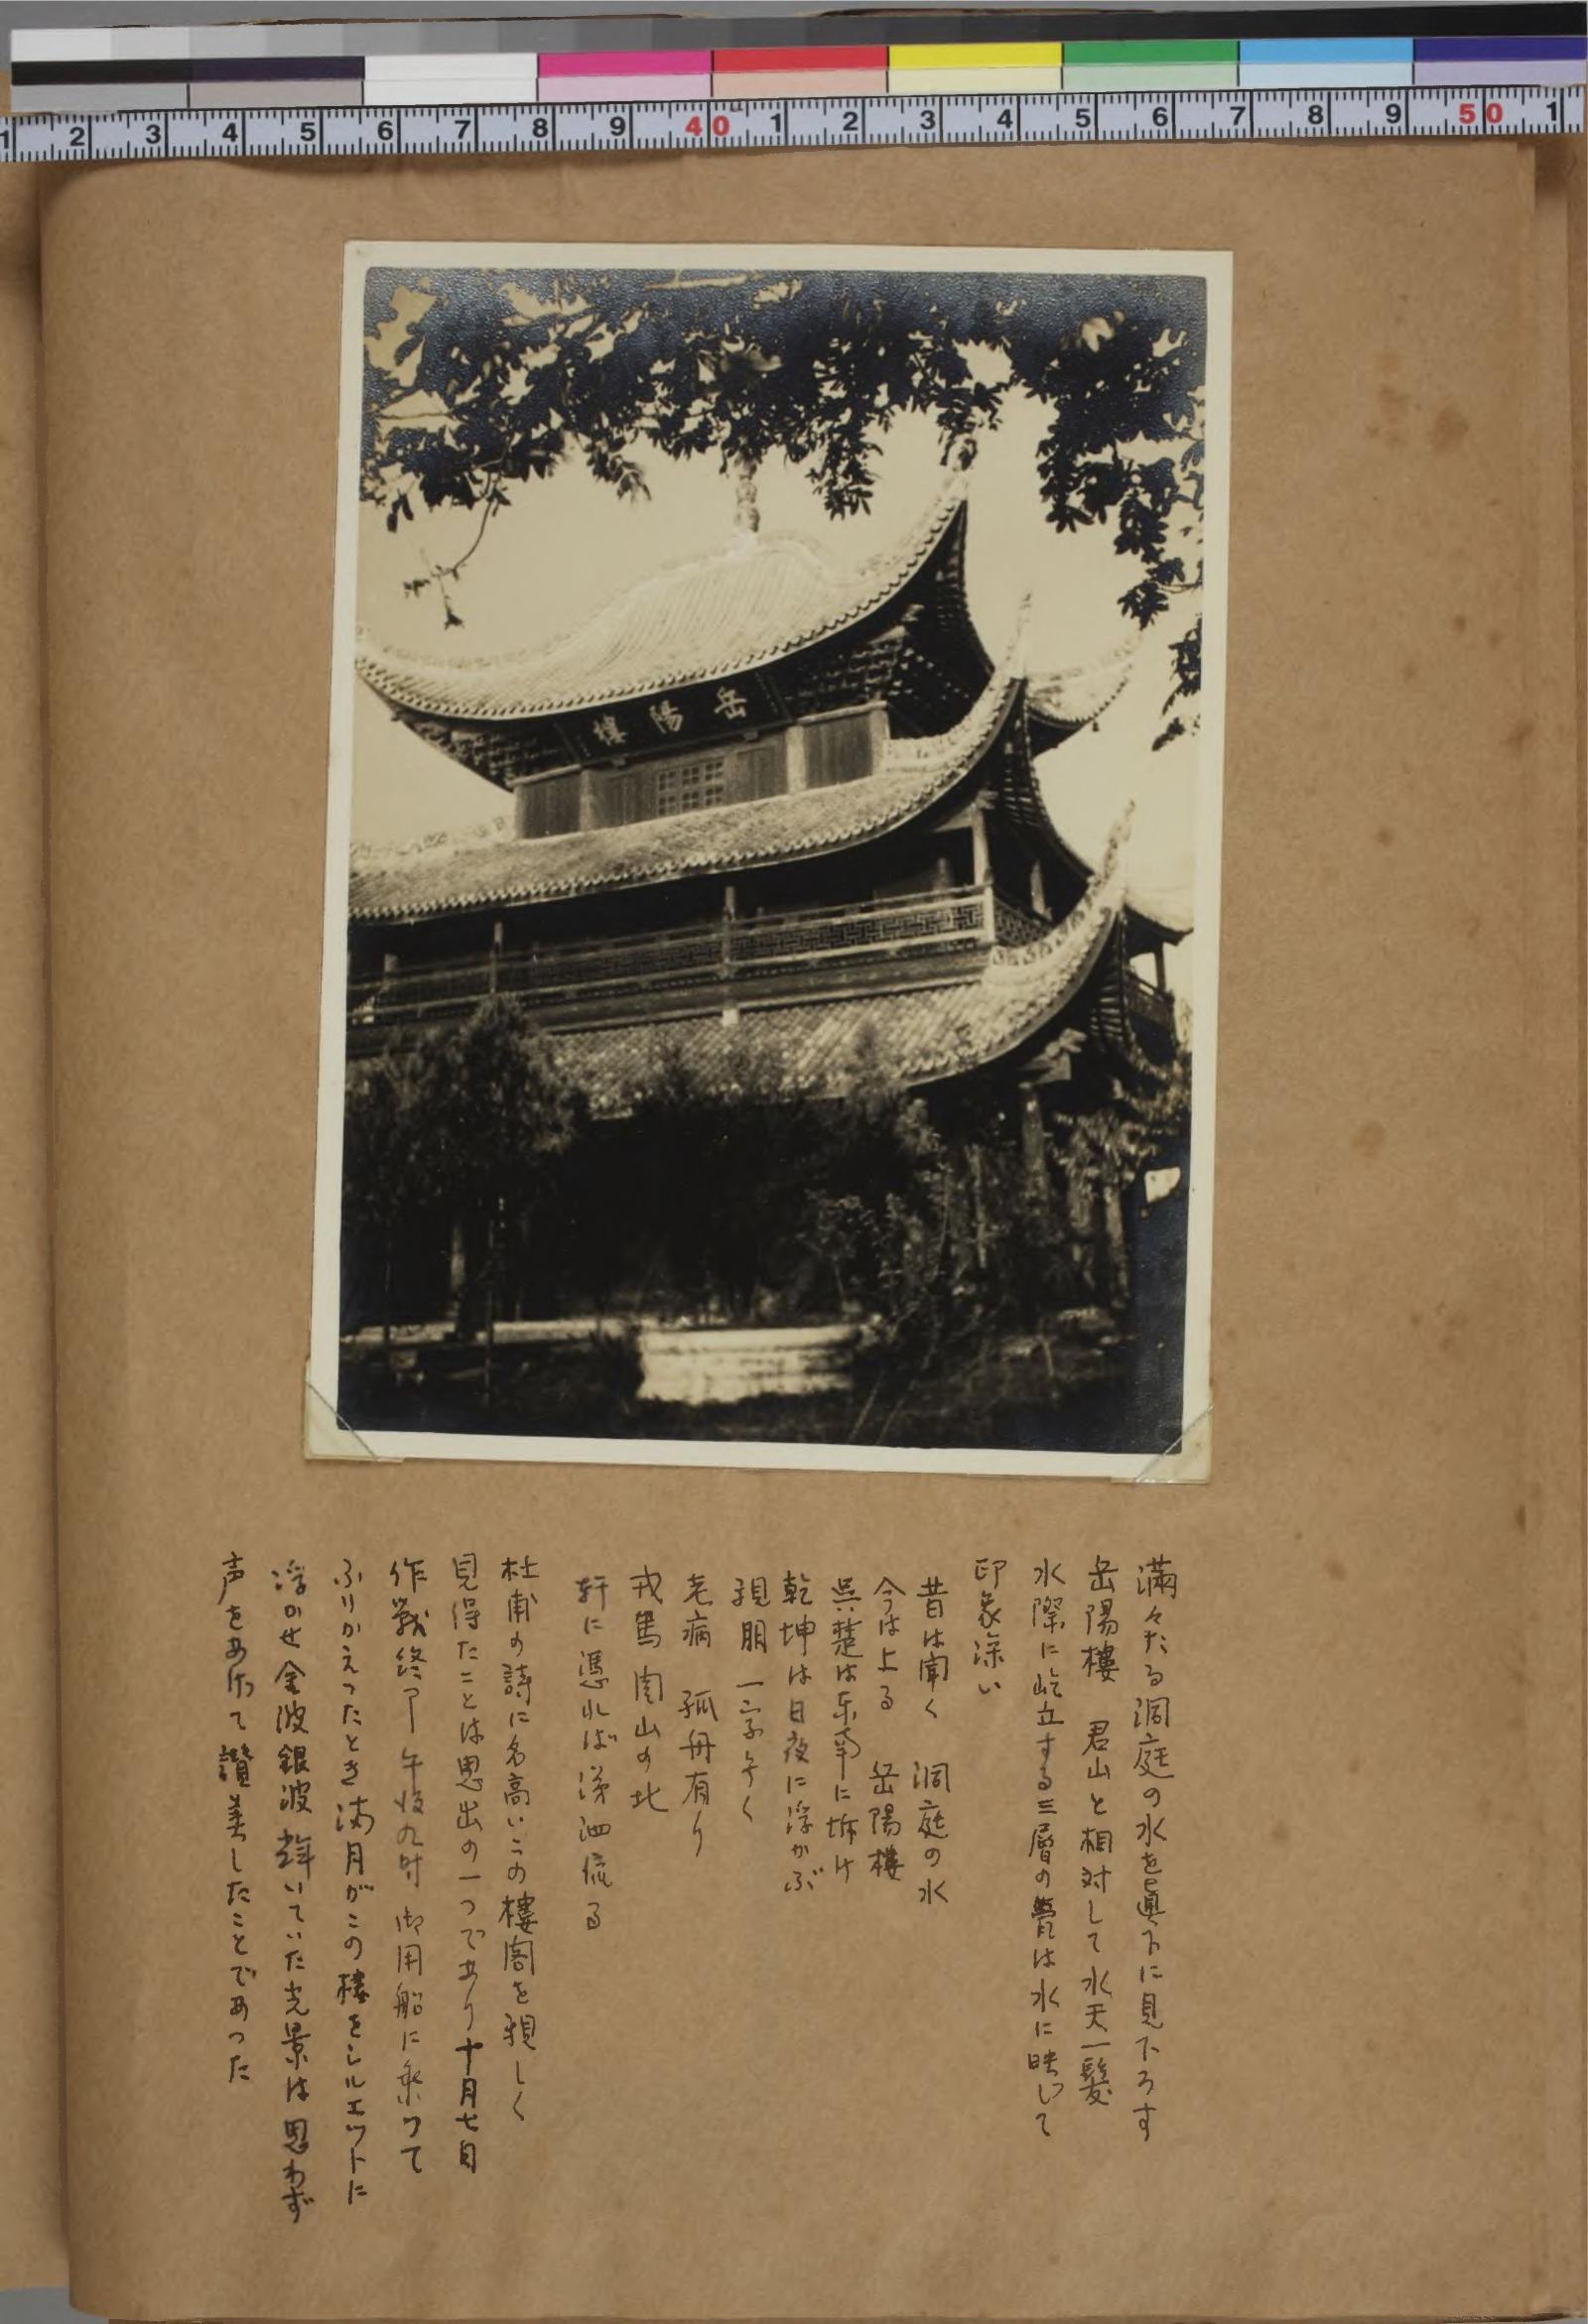 1 2 3 4 5 6 7 8 9 40 1 2 3 4 5 6 7 8 9 50 1
岳陽樓
満々たる洞庭の水を眞下に見下ろす
岳陽樓 君山と相対して水天一髪
水際に屹立する三層の甍は水に映じて
印象深い
昔は聞く 洞庭の水
今は上る 岳陽樓
呉楚は東南に坼け
乾坤は日夜に浮かぶ
親朋 一字無く
老病 孤舟有り
戎馬 関山の北
軒に憑れば涕泗流る
杜甫の詩に名高いこの樓閣を親しく
見得たことは思出の一つであり十月七日
作戦終了 午後九時 御用船に乗つて
ふりかえつたとき満月がこの樓をシルエツトに
浮かせ金波銀波輝いていた光景は思わず
声をあげて讃美したことであつた